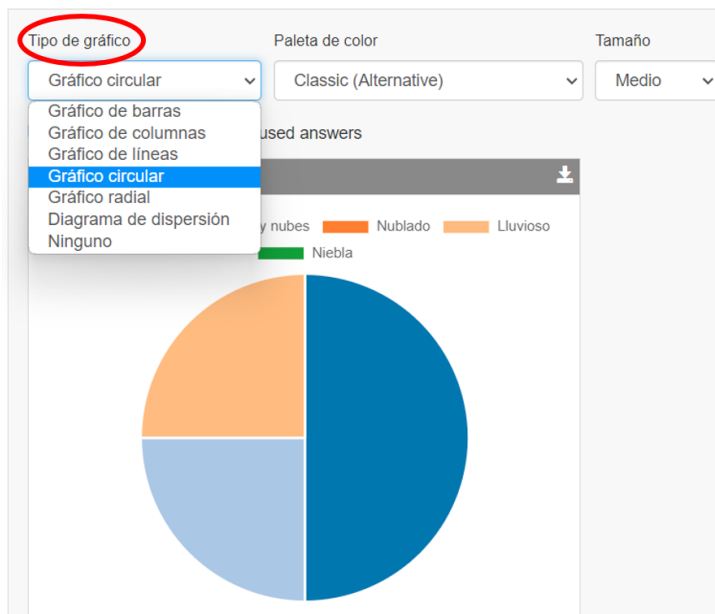 Tipo de gráfico Paleta de color Tamaño
Gráfico circular Classic (Alternative) Medio
Gráfico de barras
Gráfico de columnas
Gráfico de líneas
Gráfico circular
Gráfico radial
Diagrama de dispersión
Ninguno
used answers
y nubes Nublado Lluvioso
Niebla